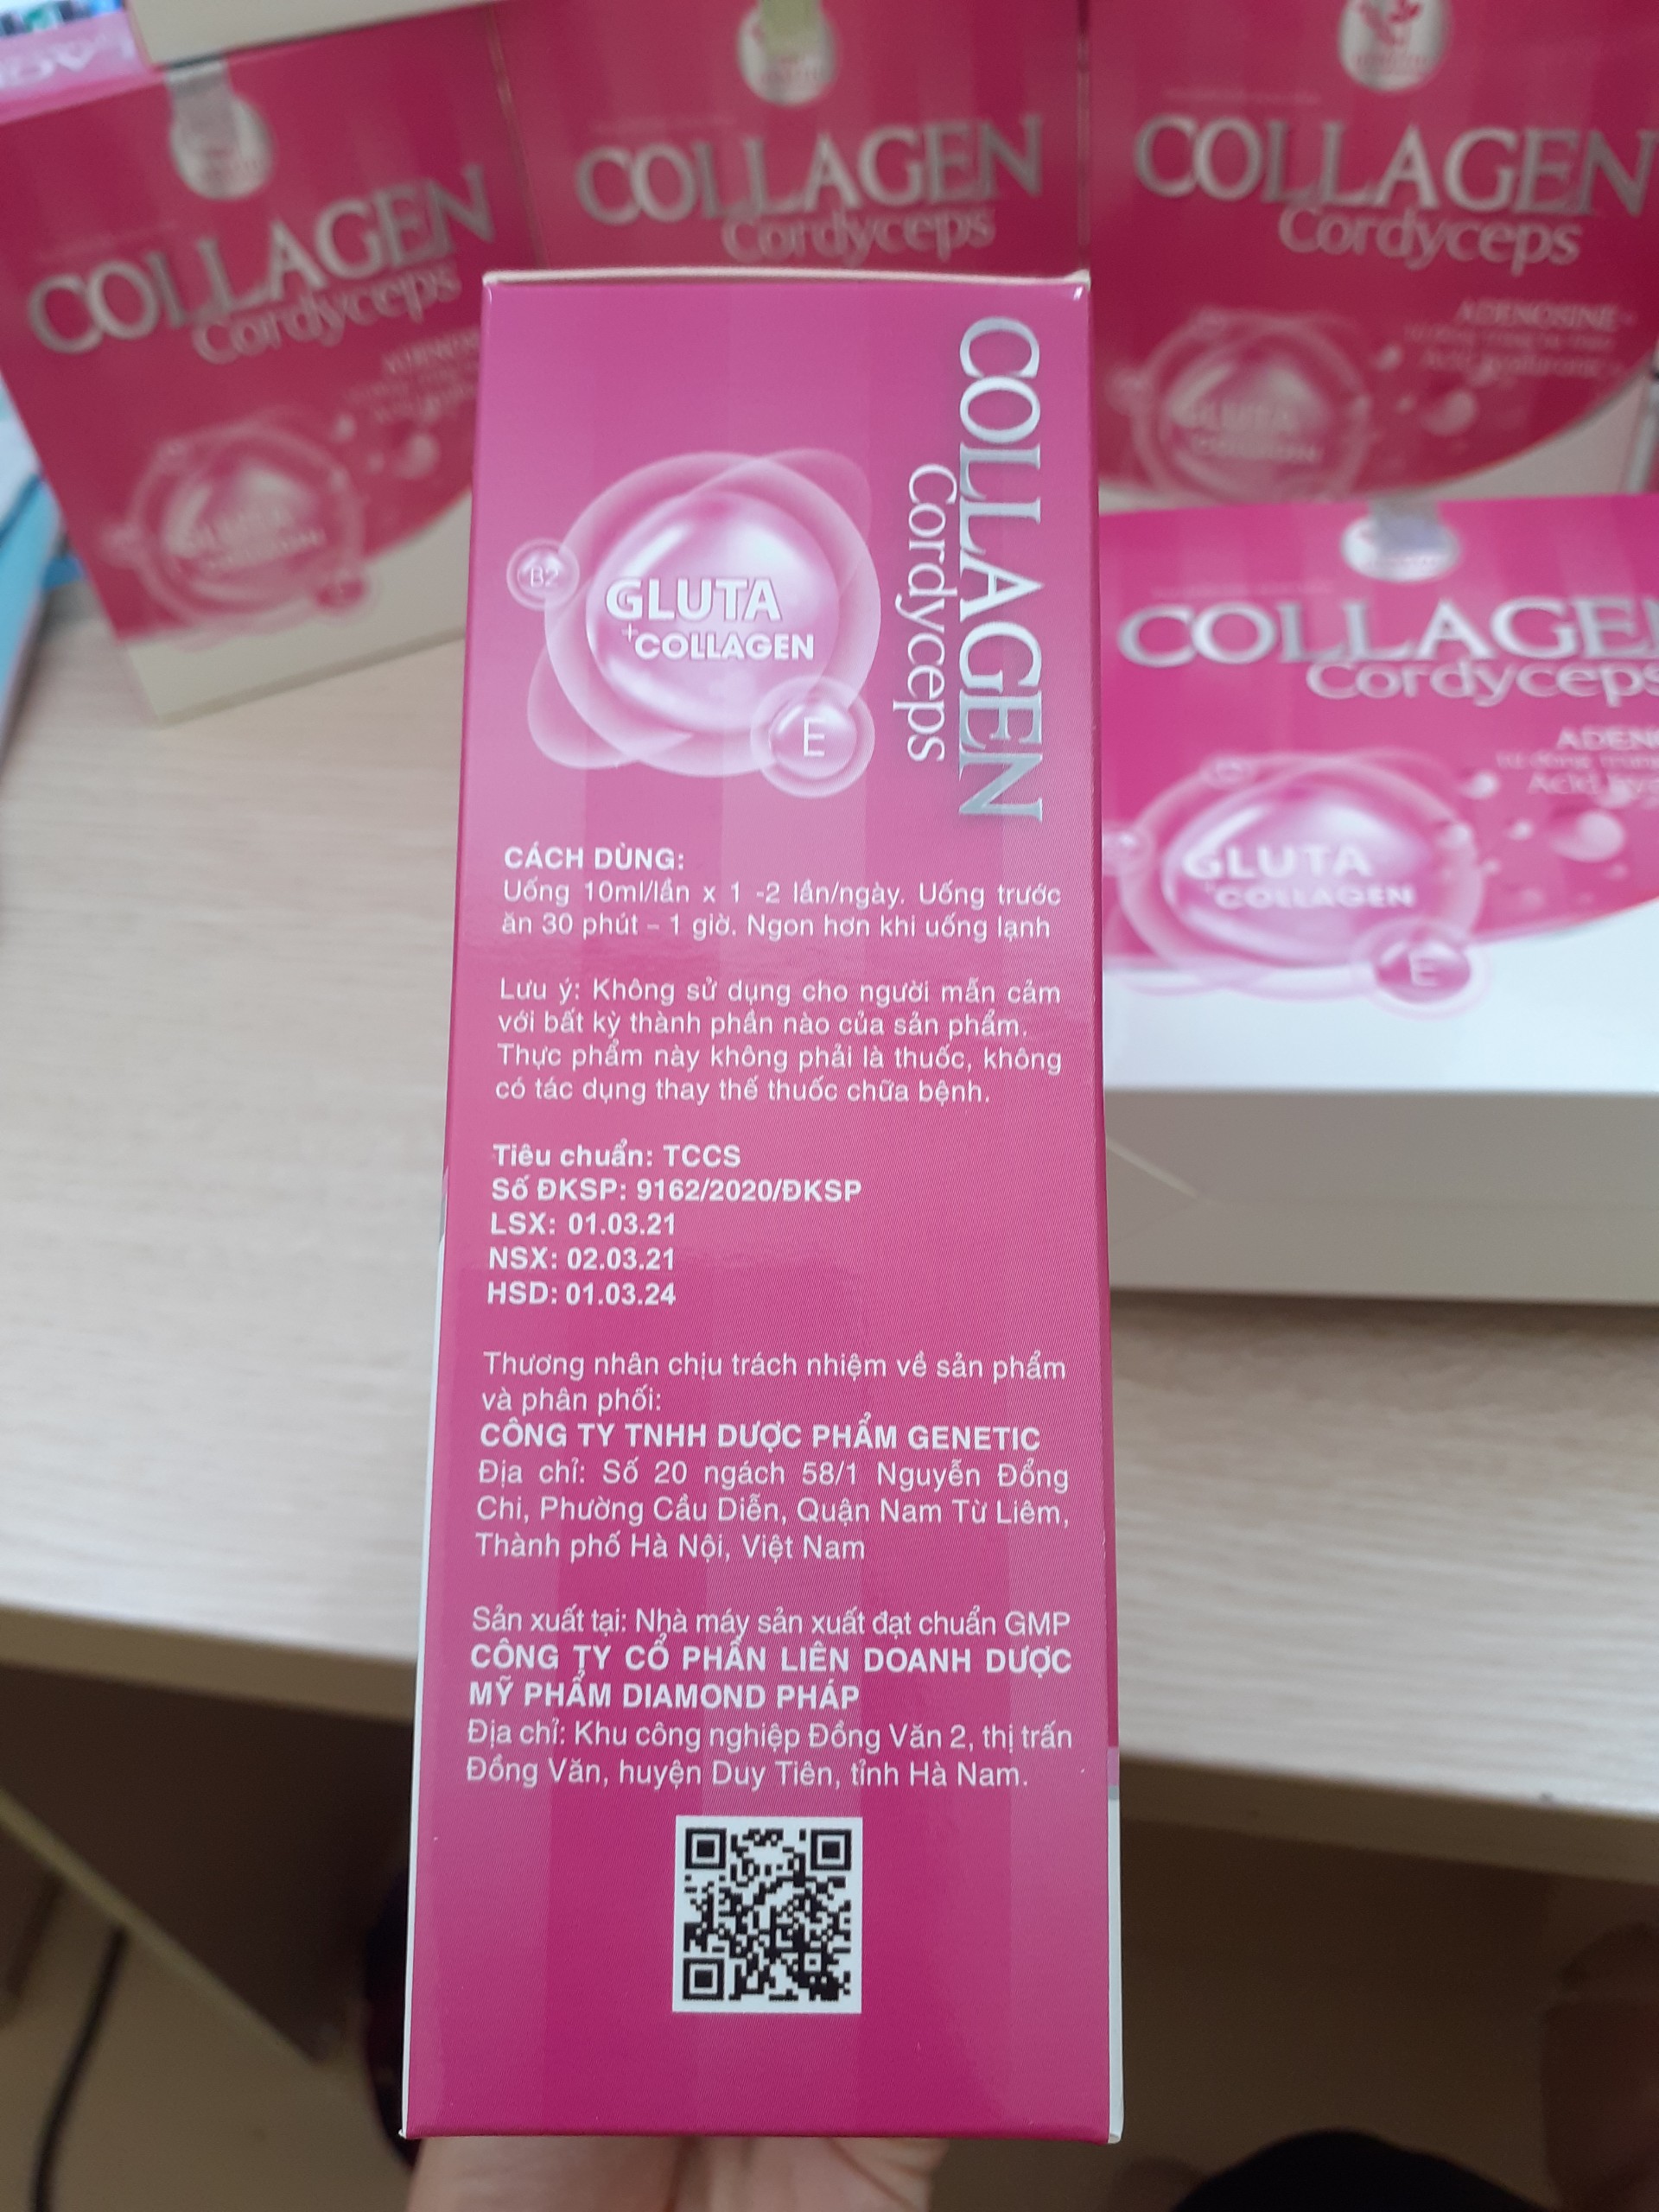 COLLAGEN
Cordyceps
COLLAGEN
Cordyceps
COLLAGEN
Cordyceps
ADENOSINE
GLUTA
COLLAGEN
Cordyceps
B2
GLUTA
+COLLAGEN
E
COLLAGE
Cordyceps
ADEN
GLUTA
+COLLAGEN
E
CÁCH DÙNG:
Uống 10ml/lần x 1 -2 lần/ngày. Uống trước
ăn 30 phút – 1 giờ. Ngon hơn khi uống lạnh
Lưu ý: Không sử dụng cho người mẫn cảm
với bất kỳ thành phần nào của sản phẩm.
Thực phẩm này không phải là thuốc, không
có tác dụng thay thế thuốc chữa bệnh.
Tiêu chuẩn: TCCS
Số ĐKSP: 9162/2020/ĐKSP
LSX: 01.03.21
NSX: 02.03.21
HSD: 01.03.24
Thương nhân chịu trách nhiệm về sản phẩm
và phân phối:
CÔNG TY TNHH DƯỢC PHẨM GENETIC
Địa chỉ: Số 20 ngách 58/1 Nguyễn Đổng
Chi, Phường Cầu Diễn, Quận Nam Từ Liêm,
Thành phố Hà Nội, Việt Nam
Sản xuất tại: Nhà máy sản xuất đạt chuẩn GMP
CÔNG TY CỔ PHẦN LIÊN DOANH DƯỢC
MỸ PHẨM DIAMOND PHÁP
Địa chỉ: Khu công nghiệp Đồng Văn 2, thị trấn
Đồng Văn, huyện Duy Tiên, tỉnh Hà Nam.